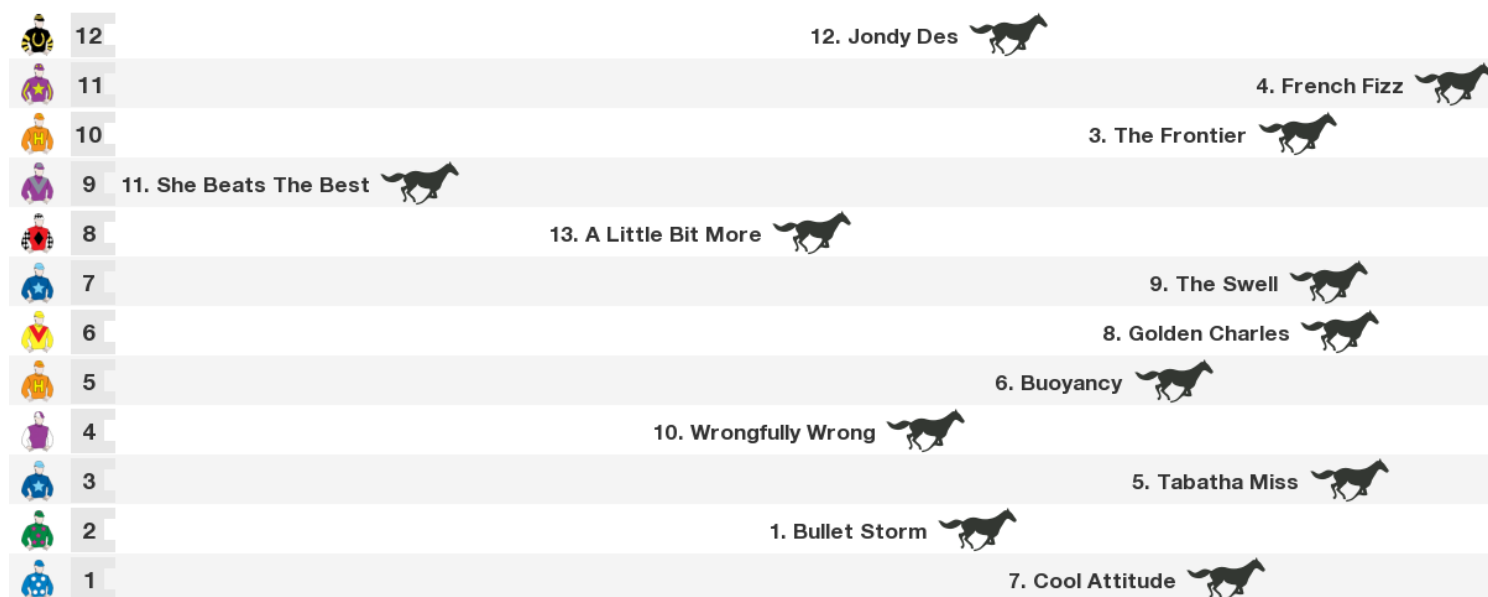 12 12. Jondy Des
11 4. French Fizz
10 3. The Frontier
9 11. She Beats The Best
8 13. A Little Bit More
7 9. The Swell
6 8. Golden Charles
5 6. Buoyancy
4 10. Wrongfully Wrong
3 5. Tabatha Miss
2 1. Bullet Storm
1 7. Cool Attitude